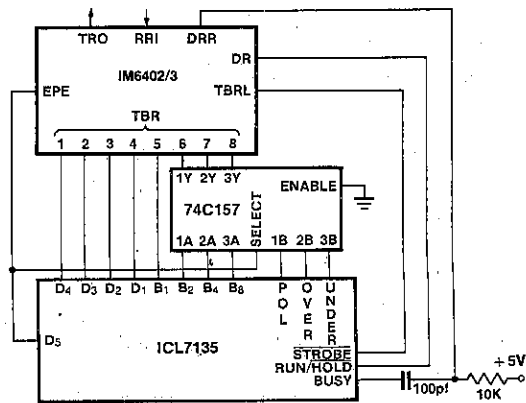 TRO RRI DRR
DR
IM6402/3
EPE
TBRL
TBR
1 2 3 4 5 6 7 8
1Y 2Y 3Y
ENABLE
74C157
SELECT
1A 2A 3A 1B 2B 3B
D4 D3 D2 D1 B1 B2 B4 B8
POL
OVER
UNDER
D5
ICL7135
STROBE
RUN/HOLD
BUSY
100pf
+5V
10K